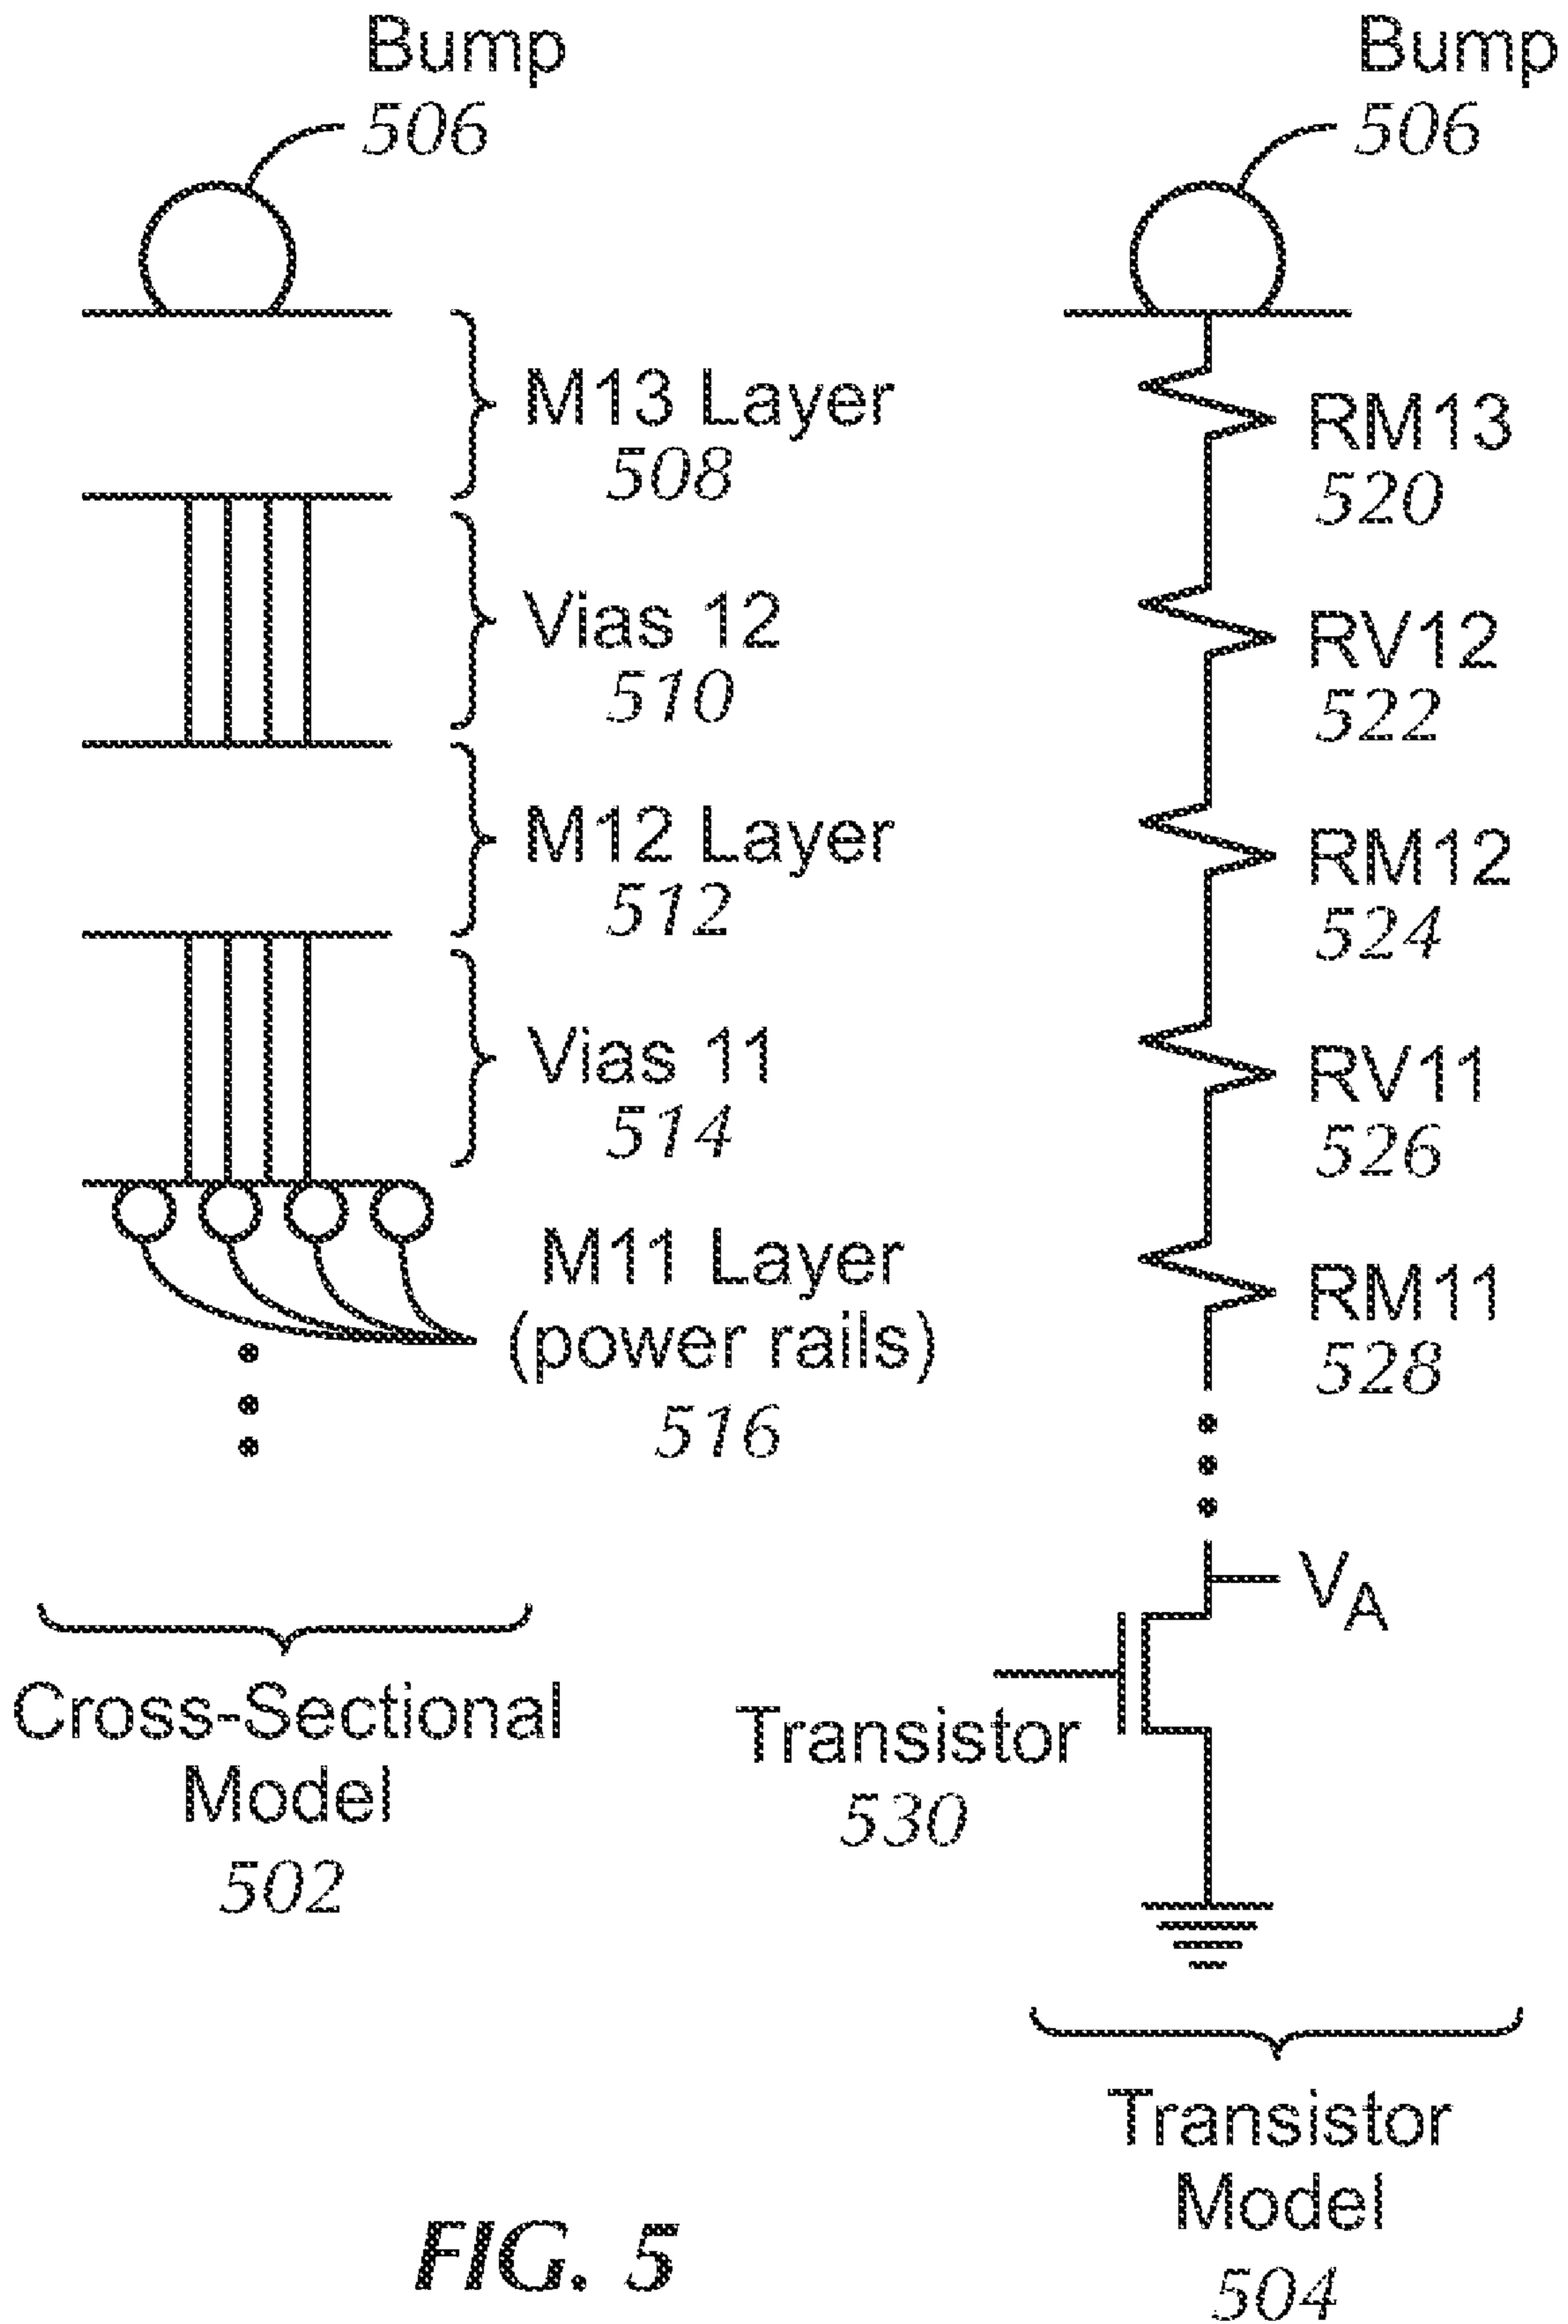 Bump
506
M13 Layer
508
Vias 12
510
M12 Layer
512
Vias 11
514
M11 Layer
(power rails)
516
Cross-Sectional
Model
502
Bump
506
RM13
520
RV12
522
RM12
524
RV11
526
RM11
528
VA
Transistor
530
Transistor
Model
504
FIG. 5